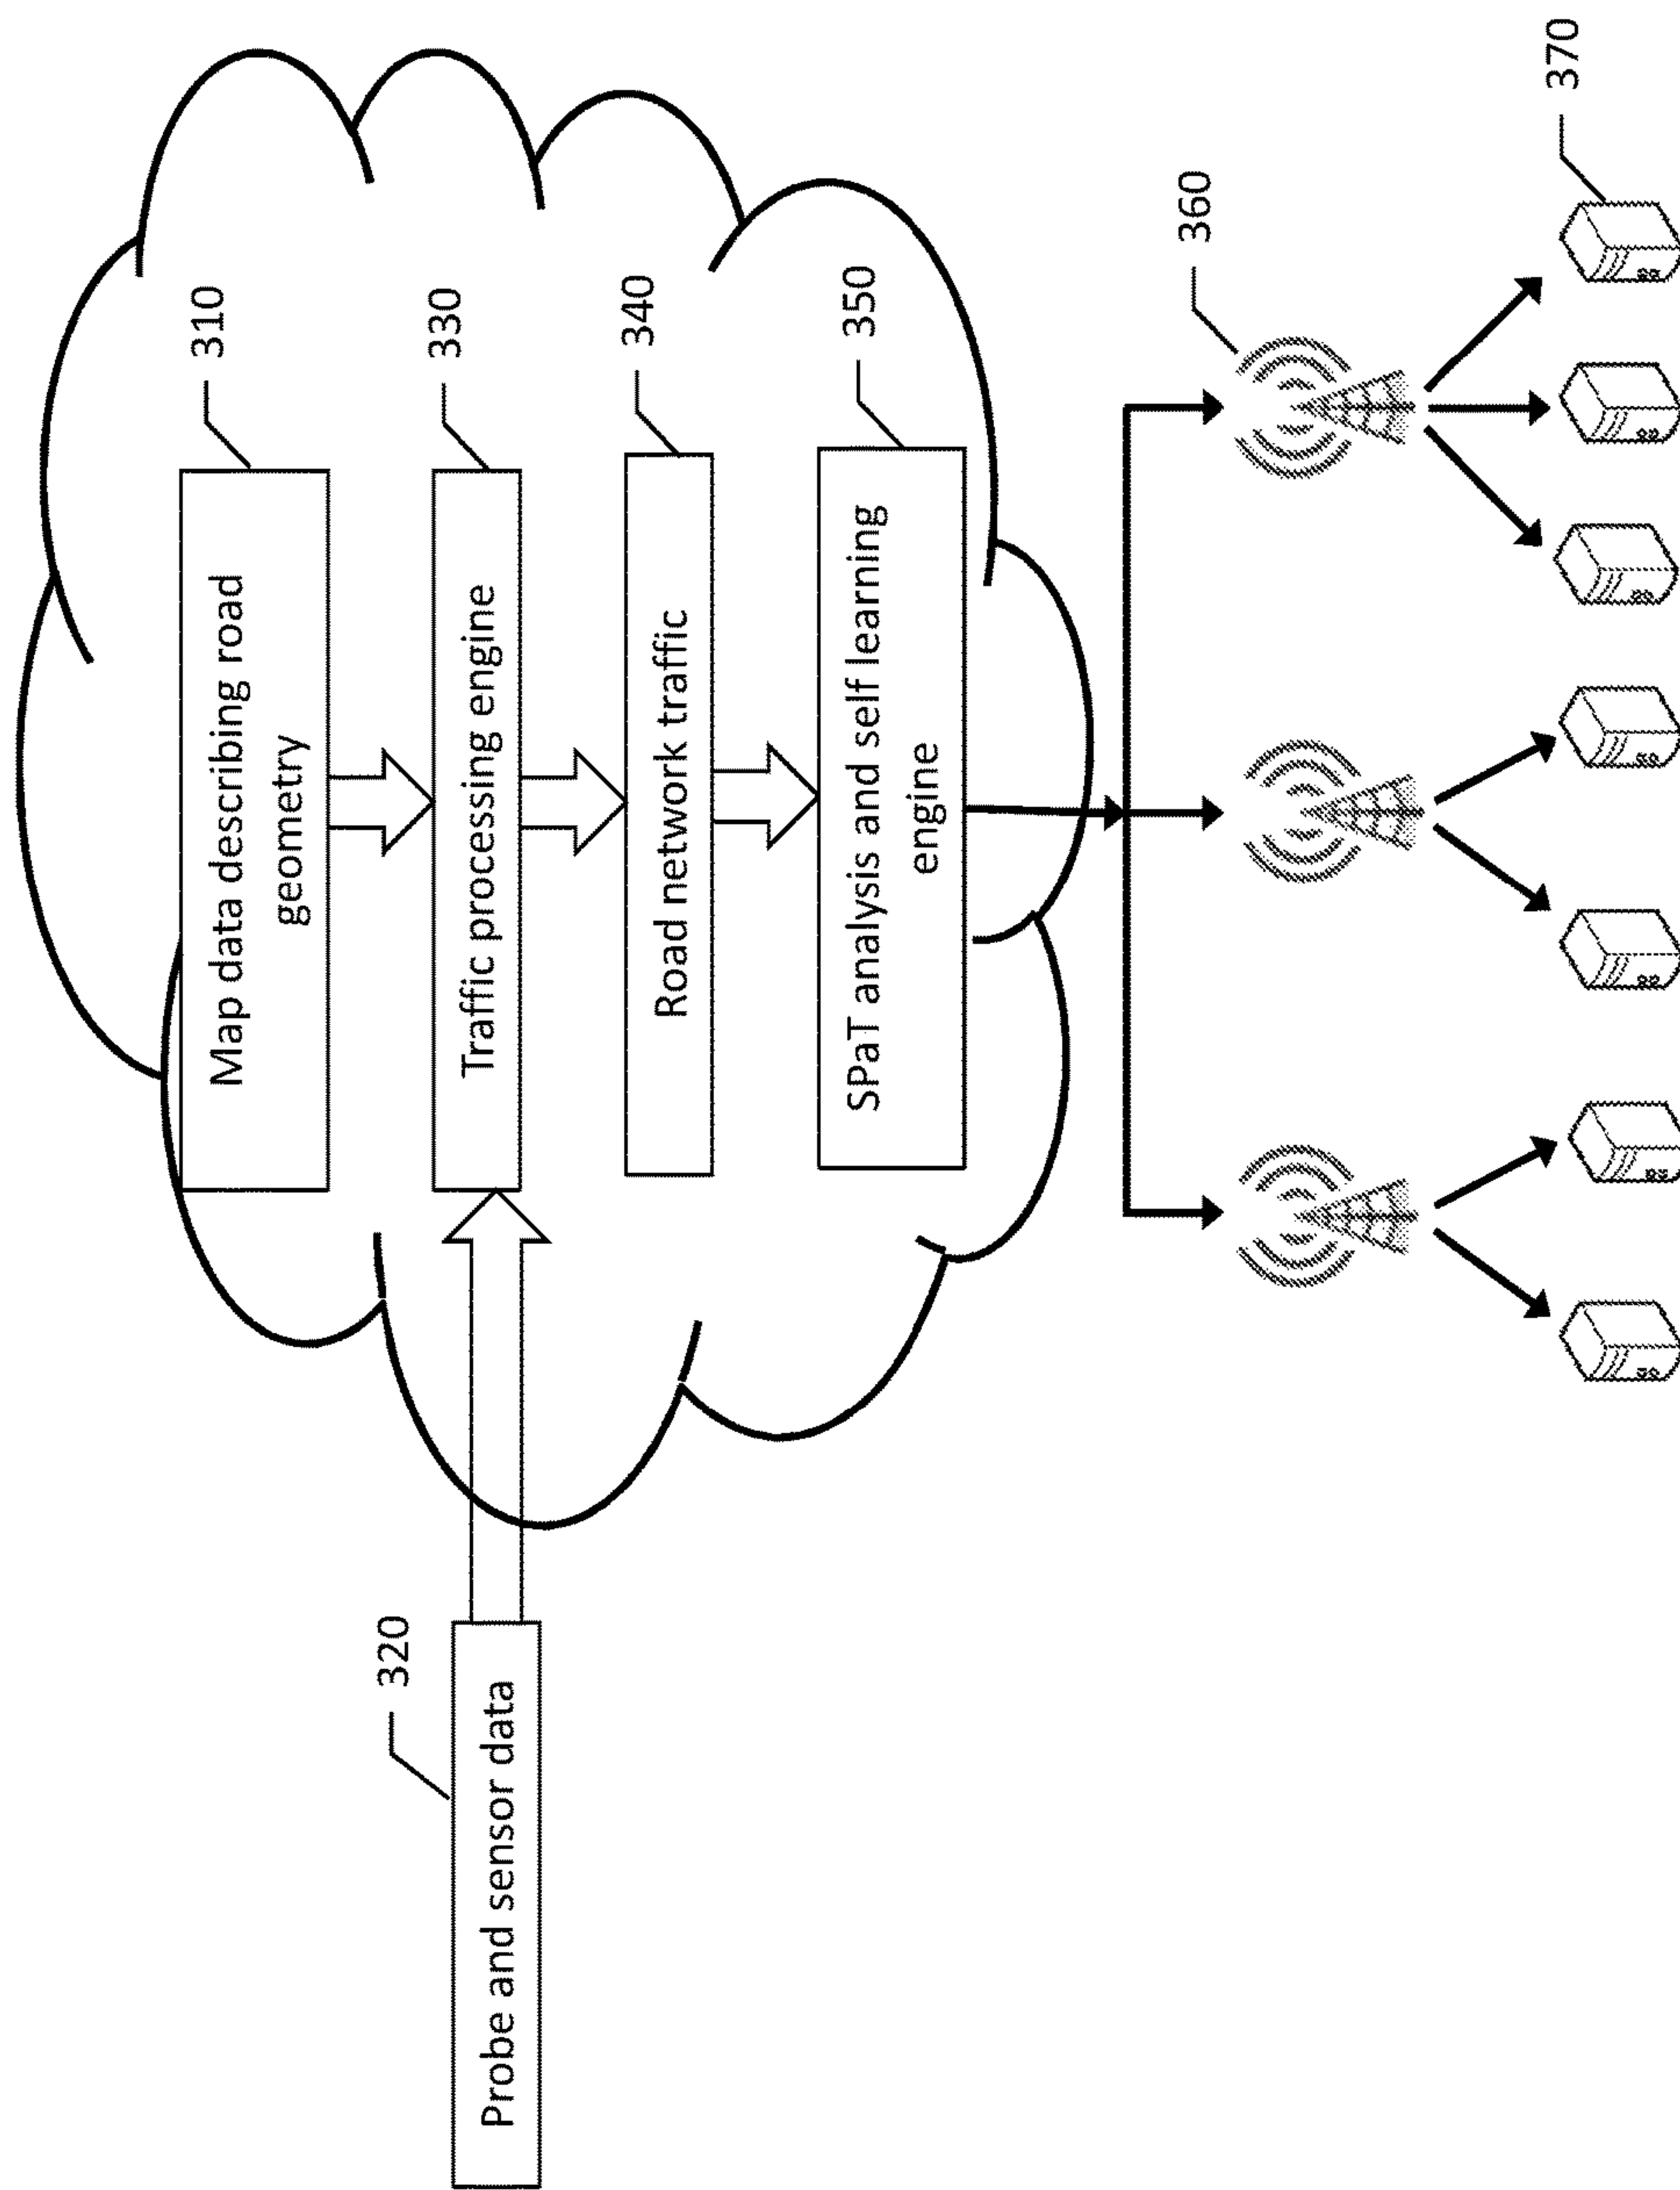 310
Map data describing road
geometry
320
Probe and sensor data
330
Traffic processing engine
340
Road network traffic
350
SPaT analysis and self learning
engine
360
370